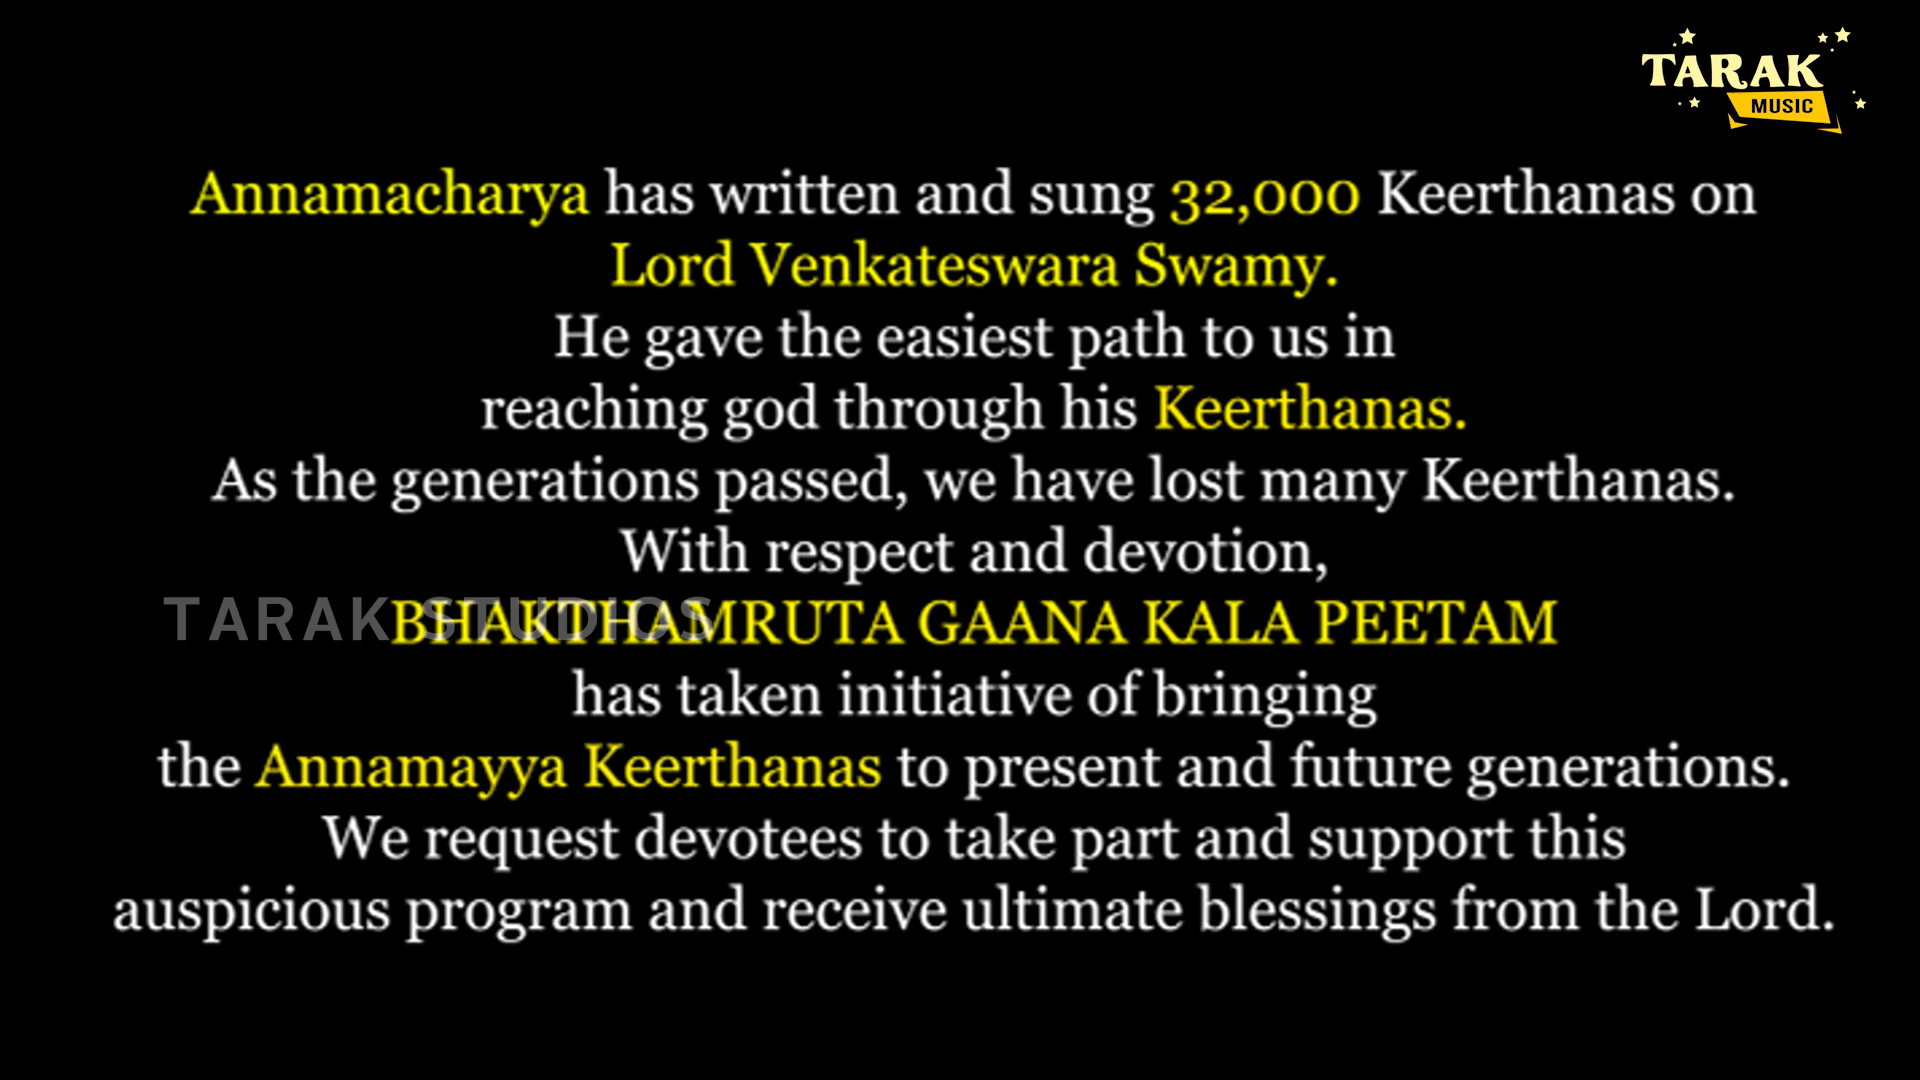 TARAK
MUSIC
Annamacharya has written and sung 32,000 Keerthanas on
Lord Venkateswara Swamy.
He gave the easiest path to us in
reaching god through his Keerthanas.
As the generations passed, we have lost many Keerthanas.
With respect and devotion,
TARAK STUDIOS
BHAKTHAMRUTA GAANA KALA PEETAM
has taken initiative of bringing
the Annamayya Keerthanas to present and future generations.
We request devotees to take part and support this
auspicious program and receive ultimate blessings from the Lord.